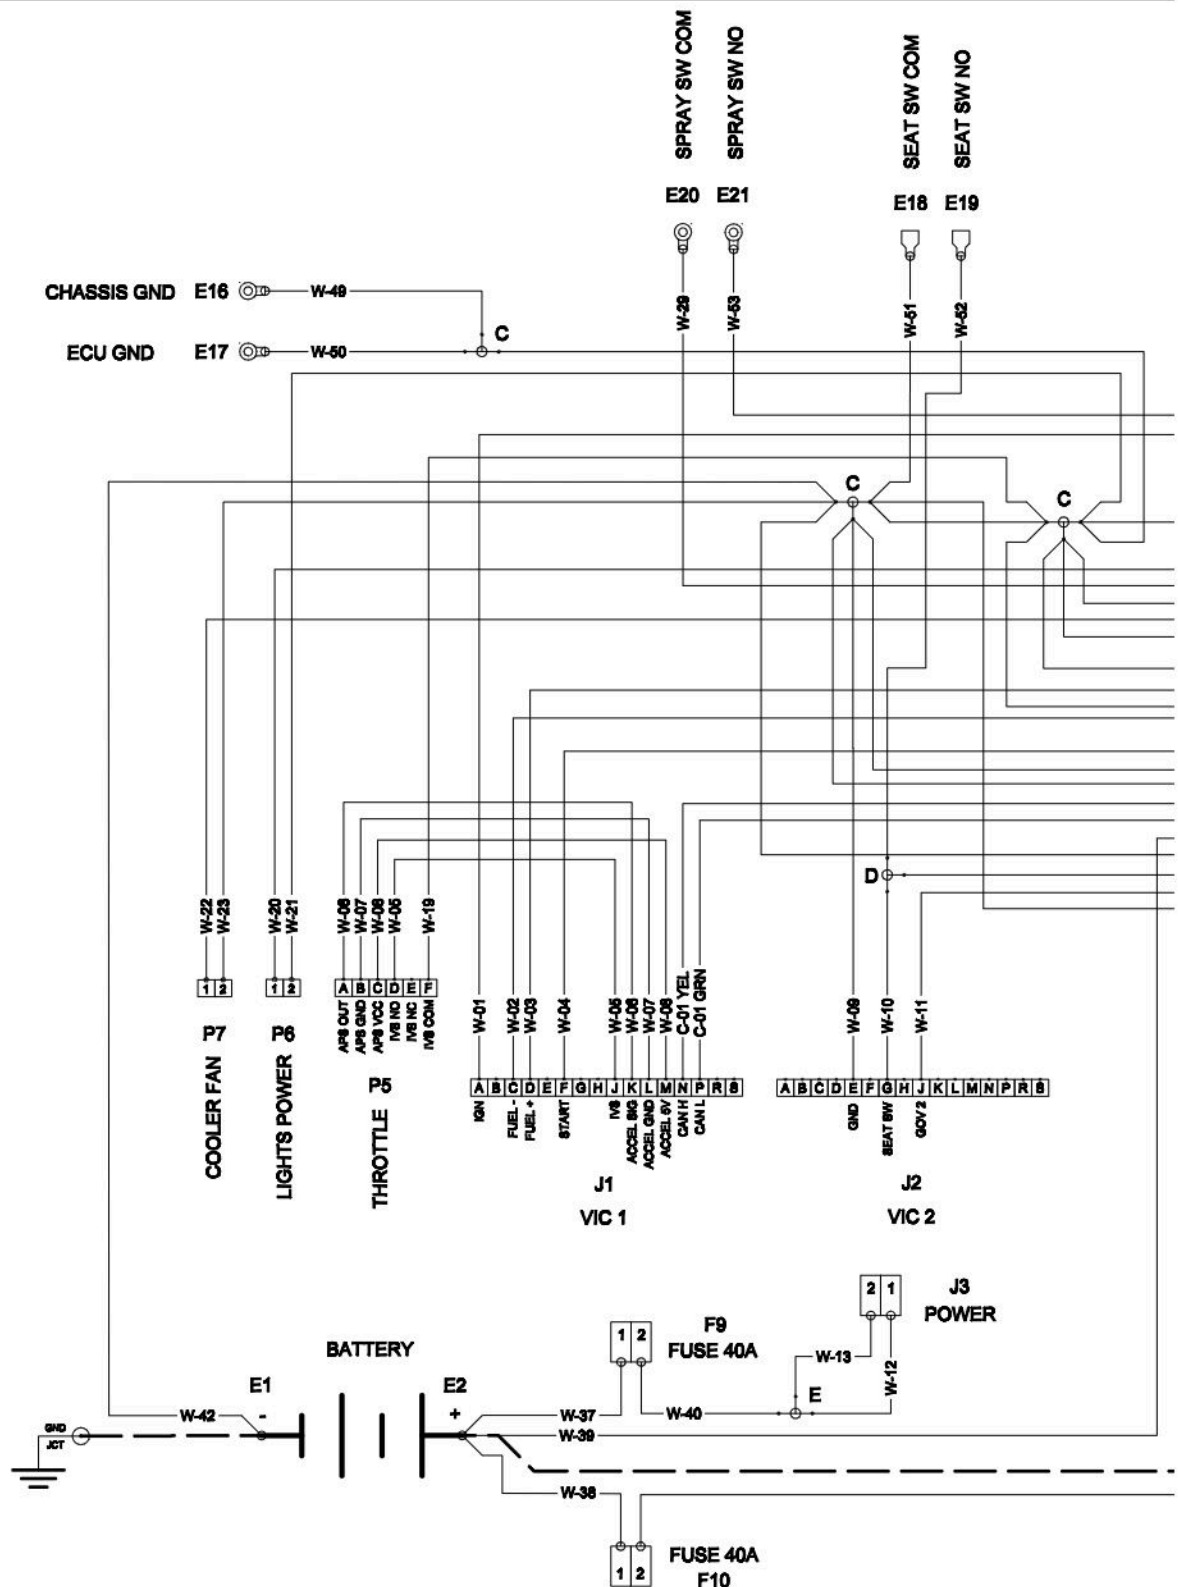 SPRAY SW COM
SPRAY SW NO
SEAT SW COM
SEAT SW NO
E20
E21
E18
E19
CHASSIS GND
E16
W-49
ECU GND
E17
W-50
C
W-29
W-53
W-51
W-52
C
C
D
W-22
W-23
W-20
W-21
W-06
W-07
W-08
W-05
W-19
1 2
1 2
A B C D E F
APS OUT
APS GND
APS VCC
IVS NO
IVS NC
IVS COM
P7
COOLER FAN
P6
LIGHTS POWER
P5
THROTTLE
W-01
W-02
W-03
W-04
W-05
W-06
W-07
W-08
C-01 YEL
C-01 GRN
W-09
W-10
W-11
A B C D E F G H J K L M N P R S
IGN
FUEL -
FUEL +
START
IVS
ACCEL SIG
ACCEL GND
ACCEL 5V
CAN H
CAN L
J1
VIC 1
A B C D E F G H J K L M N P R S
GND
SEAT SW
GOV 2
J2
VIC 2
2 1
J3
POWER
1 2
F9
FUSE 40A
W-13
W-12
E
BATTERY
E1
-
E2
+
W-42
GND
JCT
W-37
W-40
W-39
W-38
1 2
FUSE 40A
F10